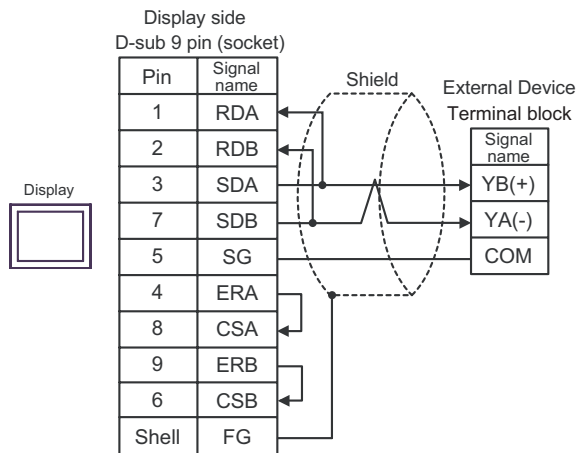 Display side
D-sub 9 pin (socket)
Pin Signal name
1 RDA
2 RDB
3 SDA
7 SDB
5 SG
4 ERA
8 CSA
9 ERB
6 CSB
Shell FG
Display
Shield
External Device
Terminal block
Signal
name
YB(+)
YA(-)
COM